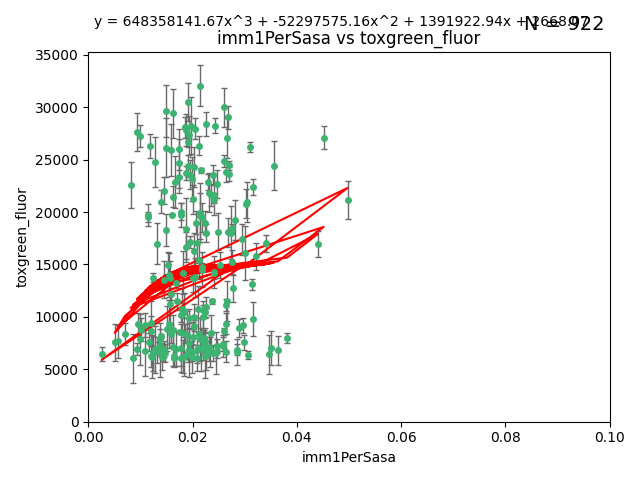 y = 648358141.67x^3 + -52297575.16x^2 + 1391922.94x + 2668.07
N = 922
imm1PerSasa vs toxgreen_fluor
35000
30000
25000
20000
15000
10000
5000
0
toxgreen_fluor
0.00 0.02 0.04 0.06 0.08 0.10
imm1PerSasa